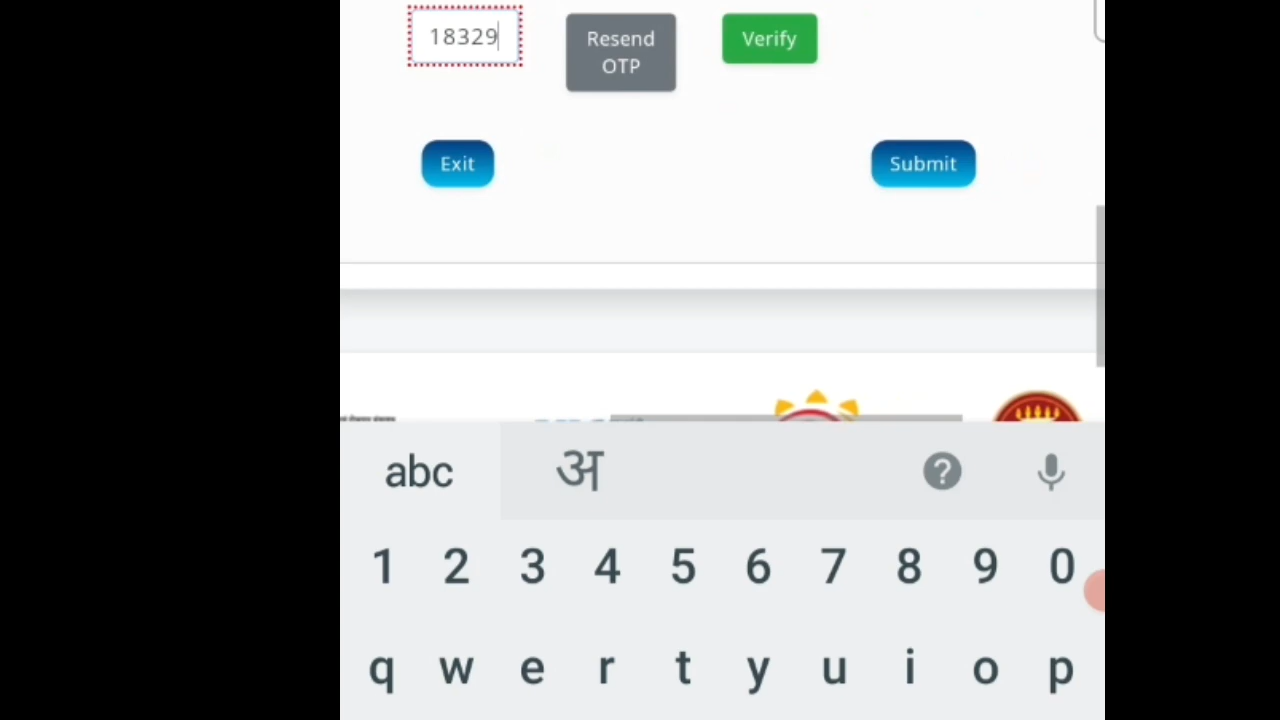 18329
Resend
OTP
Verify
Exit
Submit
abc
अ
?
1 2 3 4 5 6 7 8 9 0
q w e r t y u i o p